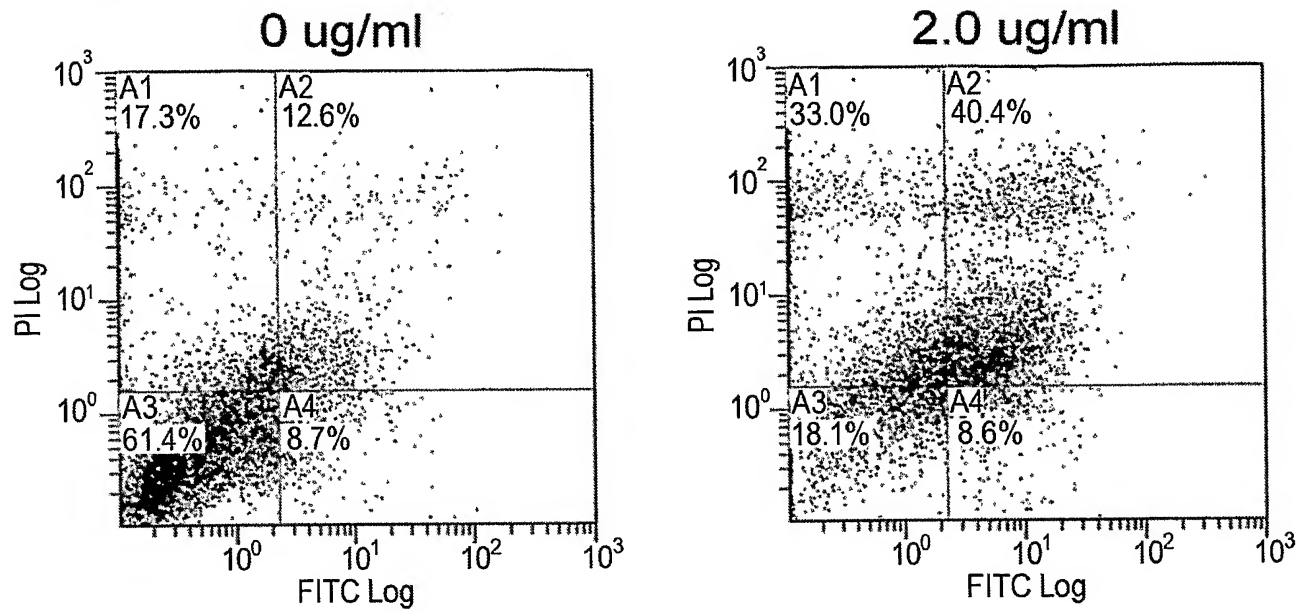 0 ug/ml
10³
A1
17.3%
A2
12.6%
10²
10¹
10⁰
A3
61.4%
A4
8.7%
PI Log
10⁰
10¹
10²
10³
FITC Log
2.0 ug/ml
10³
A1
33.0%
A2
40.4%
10²
10¹
10⁰
A3
18.1%
A4
8.6%
PI Log
10⁰
10¹
10²
10³
FITC Log